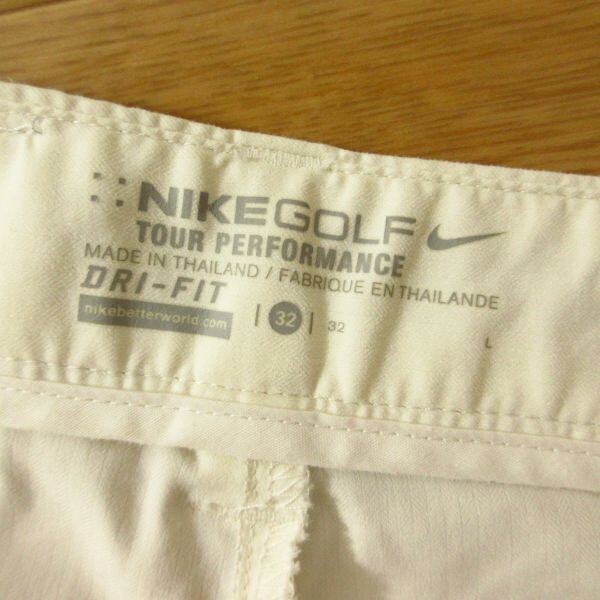 NIKEGOLF
TOUR PERFORMANCE
MADE IN THAILAND / FABRIQUE EN THAILANDE
DRI-FIT
nikebetterworld.com | 32 | 32 L